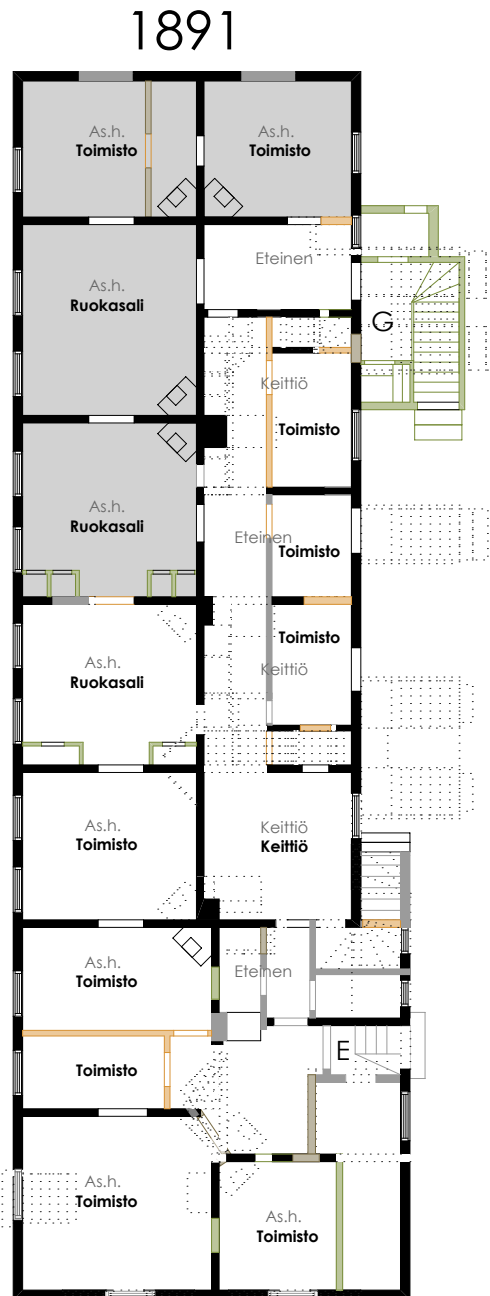 1891
As.h.
Toimisto
As.h.
Toimisto
Eteinen
As.h.
Ruokasali
G
Keittiö
Toimisto
As.h.
Ruokasali
Eteinen
Toimisto
As.h.
Ruokasali
Toimisto
Keittiö
As.h.
Toimisto
Keittiö
Keittiö
As.h.
Toimisto
Eteinen
E
Toimisto
As.h.
Toimisto
As.h.
Toimisto